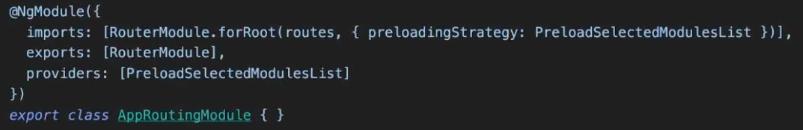 @NgModule({
  imports: [RouterModule.forRoot(routes, { preloadingStrategy: PreloadSelectedModulesList })],
  exports: [RouterModule],
  providers: [PreloadSelectedModulesList]
})
export class AppRoutingModule { }